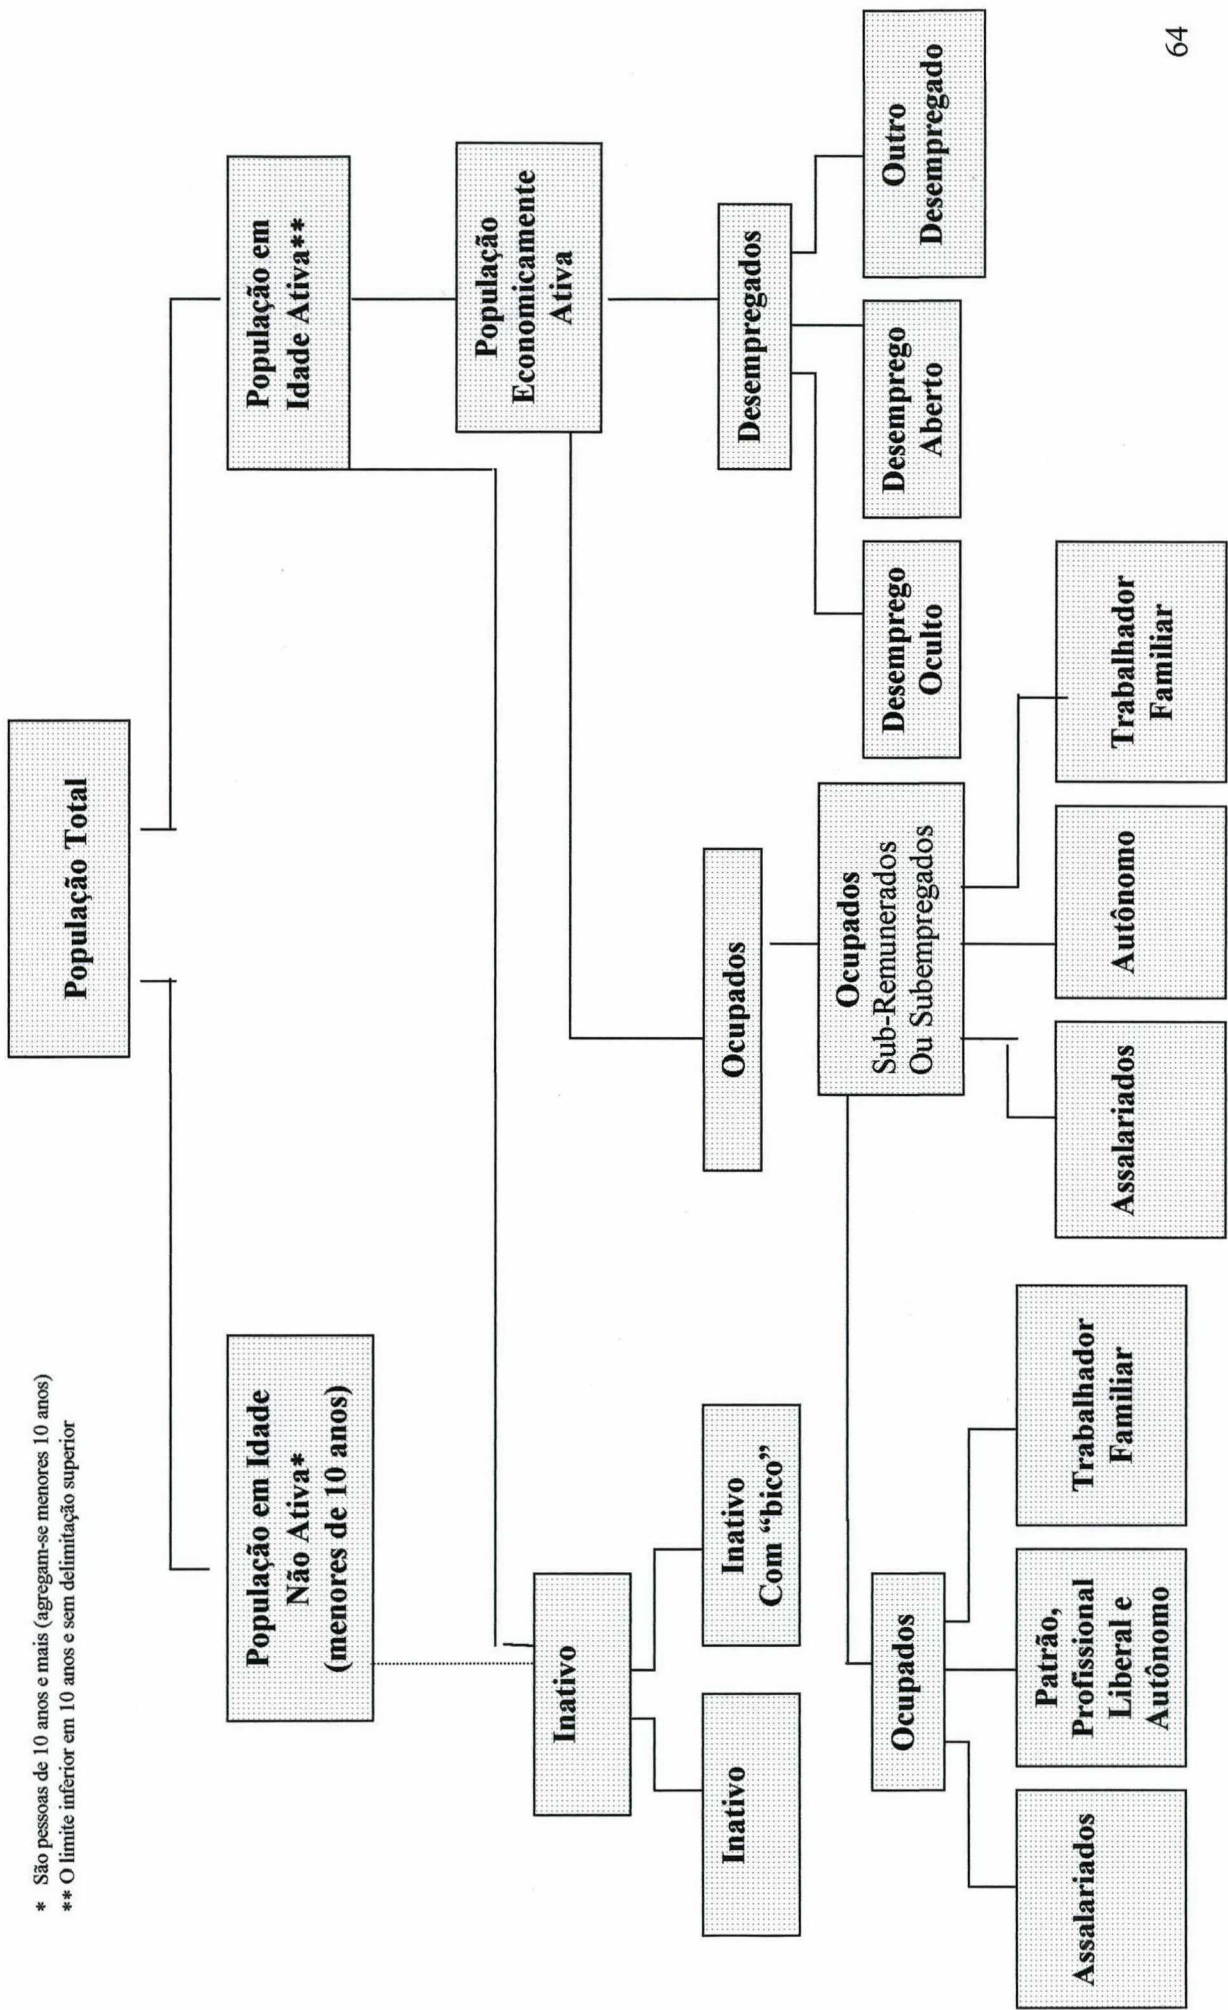 * São pessoas de 10 anos e mais (agregam-se menores 10 anos)
** O limite inferior em 10 anos e sem delimitação superior
População Total
População em Idade
Não Ativa*
(menores de 10 anos)
População em
Idade Ativa**
População
Economicamente
Ativa
Inativo
Inativo
Inativo
Com “bico”
Ocupados
Desempregados
Ocupados
Sub-Remunerados
Ou Subempregados
Desemprego
Oculto
Desemprego
Aberto
Outro
Desempregado
Ocupados
Assalariados
Patrão,
Profissional
Liberal e
Autônomo
Trabalhador
Familiar
Assalariados
Autônomo
Trabalhador
Familiar
64